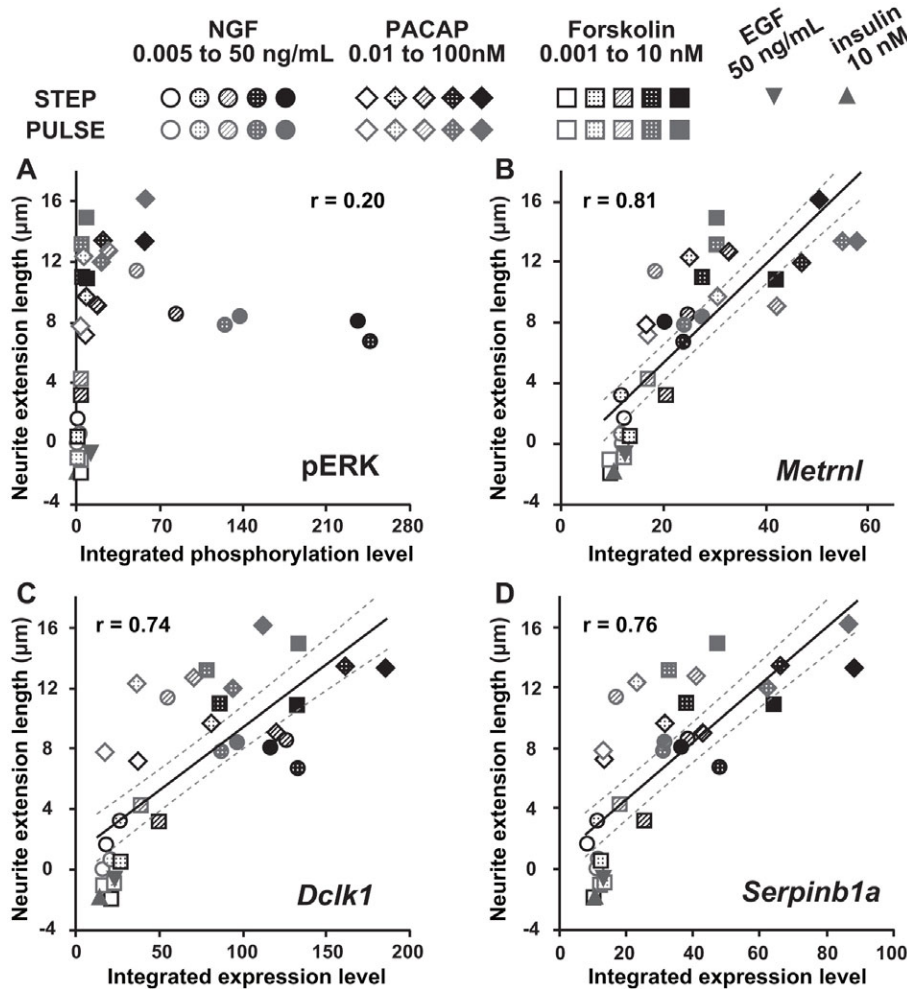 NGF PACAP Forskolin EGF insulin
0.005 to 50 ng/mL 0.01 to 100nM 0.001 to 10 nM 50 ng/mL 10 nM
STEP
PULSE
A
Neurite extension length (μm)
16
12
8
4
0
-4
r = 0.20
pERK
0 70 140 210 280
Integrated phosphorylation level
B
Neurite extension length (μm)
16
12
8
4
0
-4
r = 0.81
Metrnl
0 20 40 60
Integrated expression level
C
Neurite extension length (μm)
16
12
8
4
0
-4
r = 0.74
Dclk1
0 50 100 150 200
Integrated expression level
D
Neurite extension length (μm)
16
12
8
4
0
-4
r = 0.76
Serpinb1a
0 20 40 60 80 100
Integrated expression level